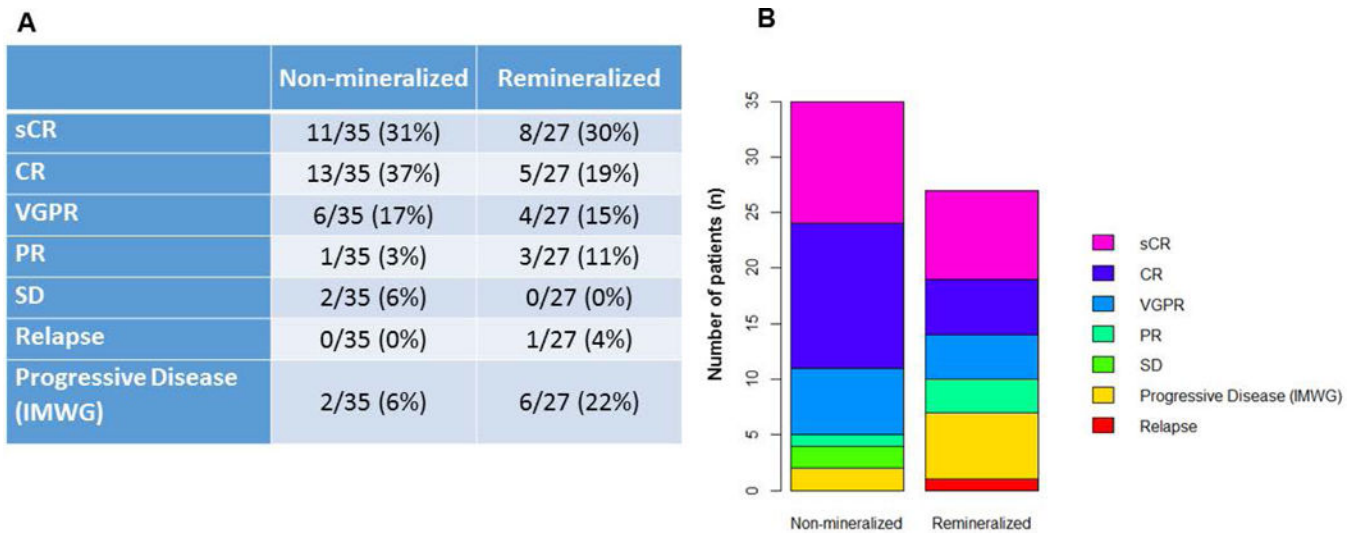 A
Non-mineralized Remineralized
sCR 11/35 (31%) 8/27 (30%)
CR 13/35 (37%) 5/27 (19%)
VGPR 6/35 (17%) 4/27 (15%)
PR 1/35 (3%) 3/27 (11%)
SD 2/35 (6%) 0/27 (0%)
Relapse 0/35 (0%) 1/27 (4%)
Progressive Disease
(IMWG) 2/35 (6%) 6/27 (22%)
B
Number of patients (n)
35
30
25
20
15
10
5
0
Non-mineralized Remineralized
sCR
CR
VGPR
PR
SD
Progressive Disease (IMWG)
Relapse